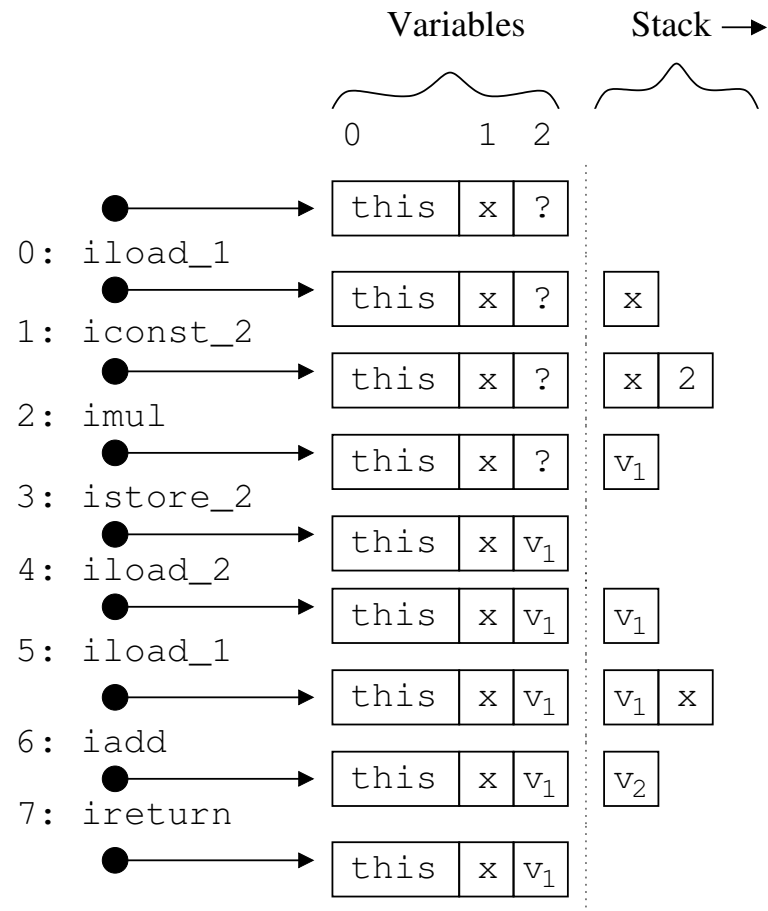 Variables Stack
0 1 2
this x ?
0: iload_1
this x ? x
1: iconst_2
this x ? x 2
2: imul
this x ? v1
3: istore_2
this x v1
4: iload_2
this x v1 v1
5: iload_1
this x v1 v1 x
6: iadd
this x v1 v2
7: ireturn
this x v1